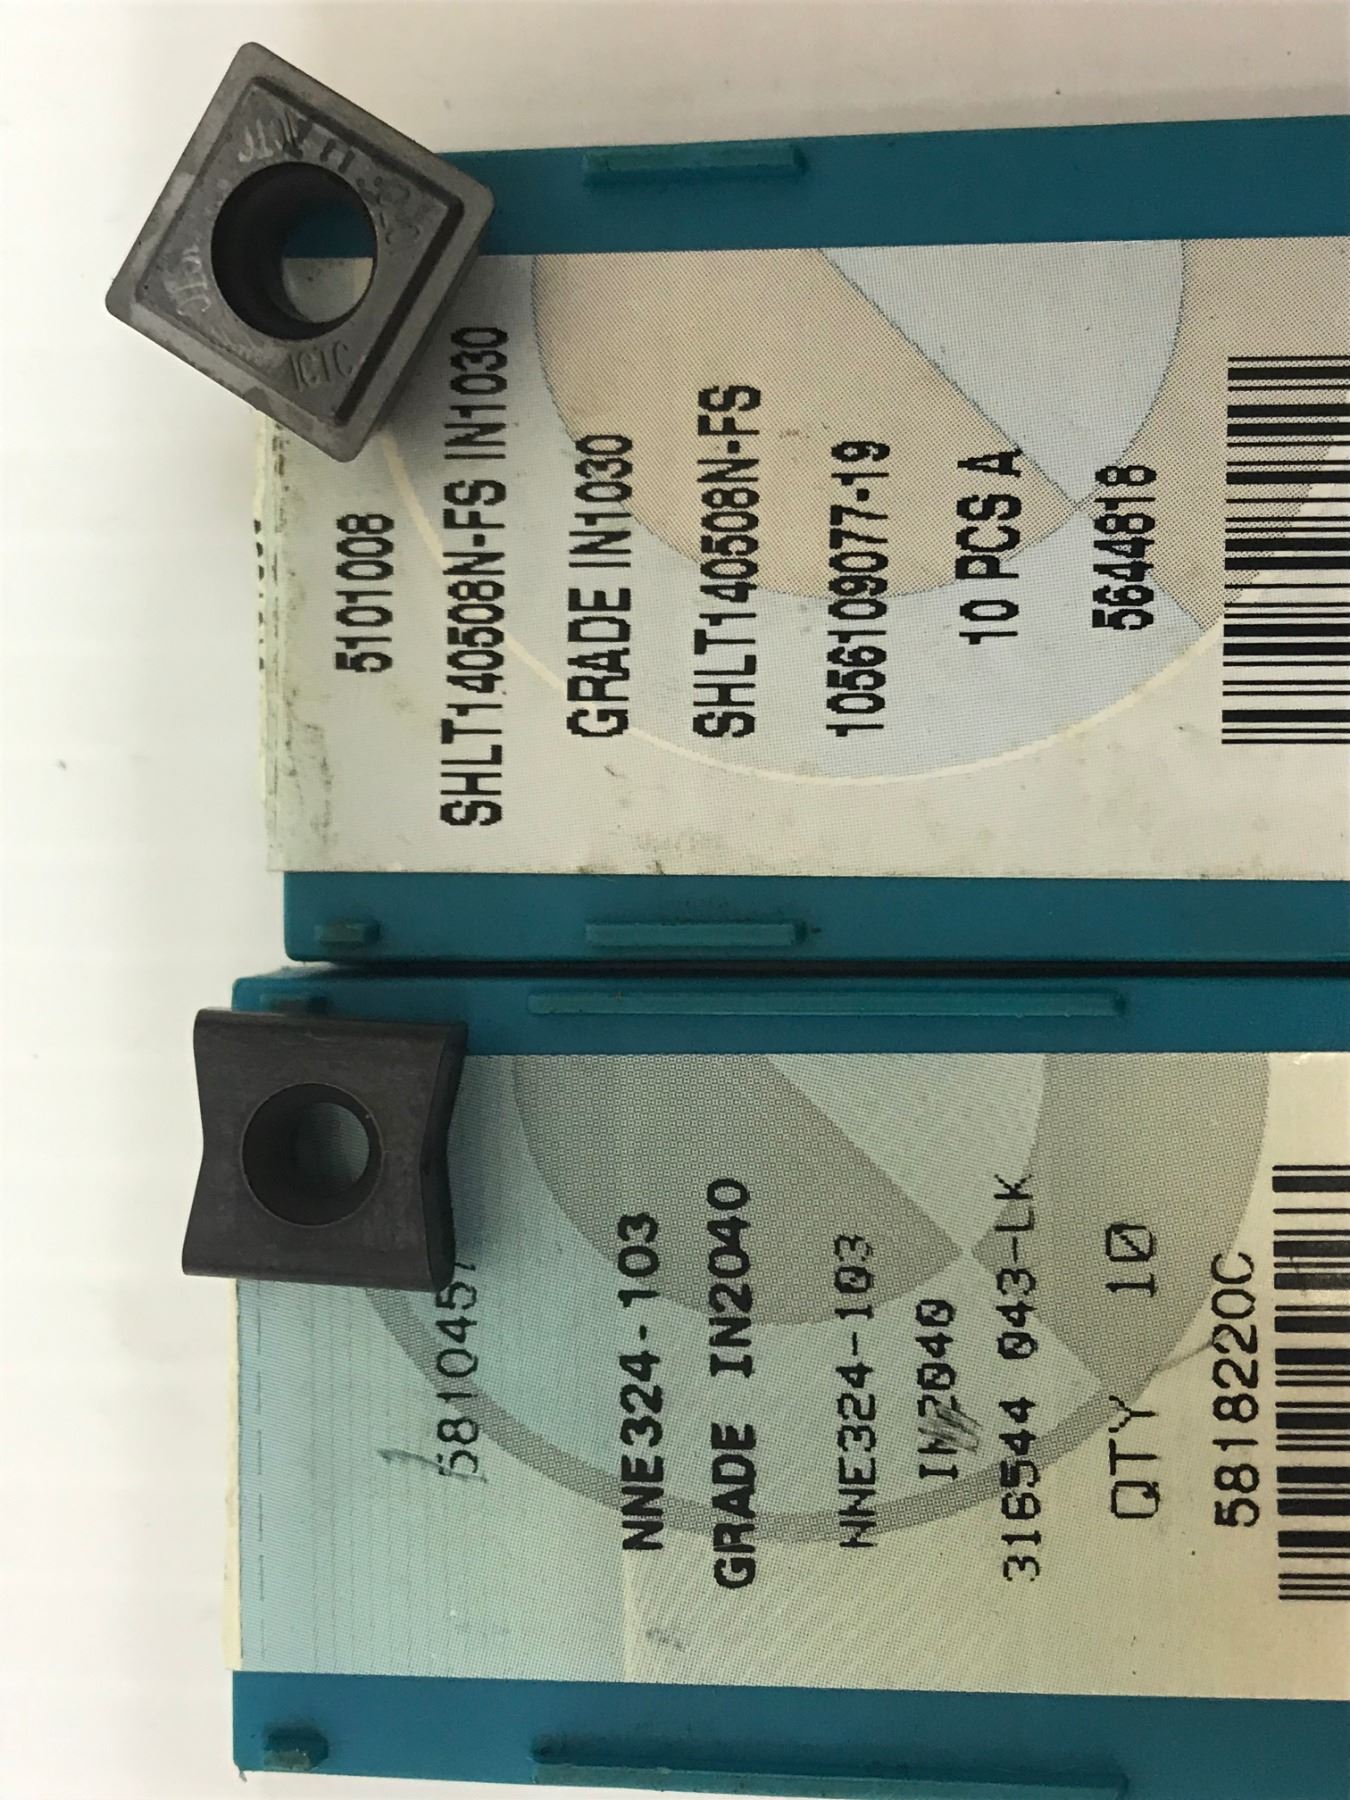 5101008
SHLT140508N-FS IN1030
GRADE IN1030
SHLT140508N-FS
1056109077-19
10 PCS A
5644818
NNE324-103
GRADE IN2040
NNE324-103
IN2040
316544 043-LK
QTY 10
5818220C